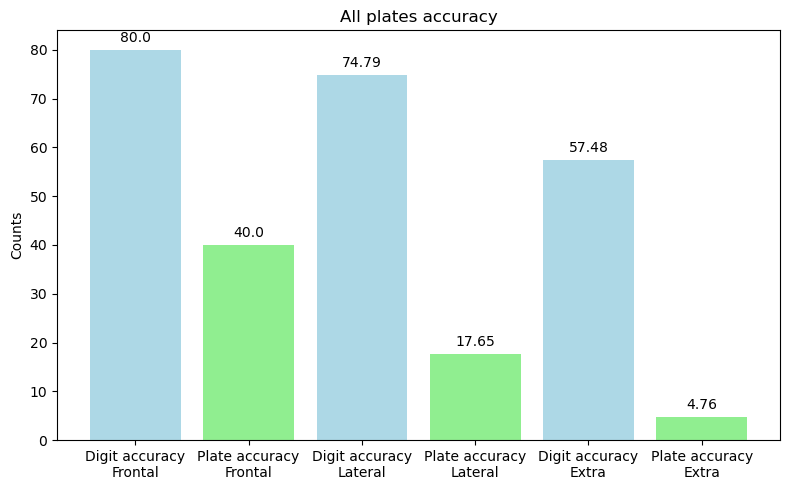 All plates accuracy
80.0
74.79
57.48
40.0
17.65
4.76
Counts
80
70
60
50
40
30
20
10
0
Digit accuracy
Frontal
Plate accuracy
Frontal
Digit accuracy
Lateral
Plate accuracy
Lateral
Digit accuracy
Extra
Plate accuracy
Extra